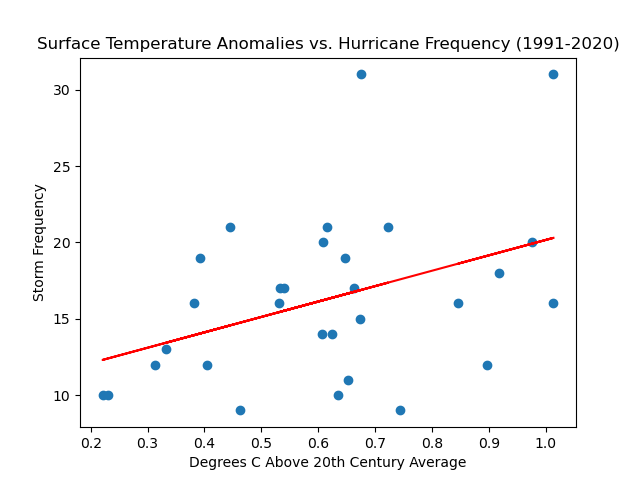 Surface Temperature Anomalies vs. Hurricane Frequency (1991-2020)
30
25
20
15
10
Storm Frequency
0.2 0.3 0.4 0.5 0.6 0.7 0.8 0.9 1.0
Degrees C Above 20th Century Average